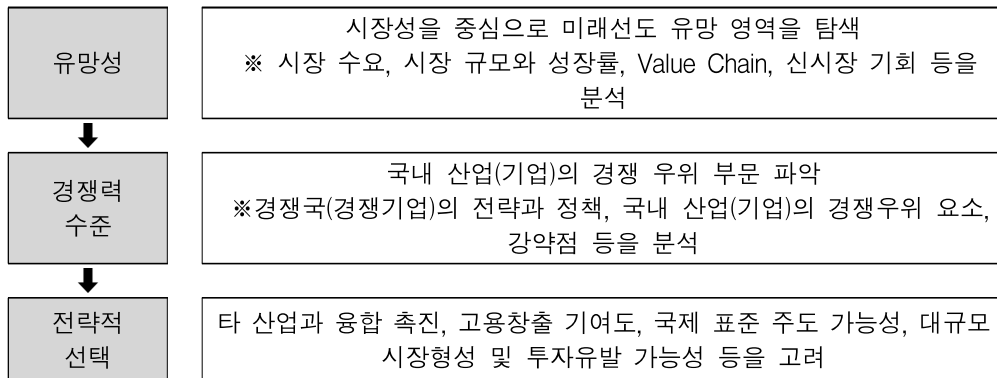 유망성
시장성을 중심으로 미래선도 유망 영역을 탐색
※ 시장 수요, 시장 규모와 성장률, Value Chain, 신시장 기회 등을
분석
경쟁력
수준
국내 산업(기업)의 경쟁 우위 부문 파악
※경쟁국(경쟁기업)의 전략과 정책, 국내 산업(기업)의 경쟁우위 요소,
강약점 등을 분석
전략적
선택
타 산업과 융합 촉진, 고용창출 기여도, 국제 표준 주도 가능성, 대규모
시장형성 및 투자유발 가능성 등을 고려